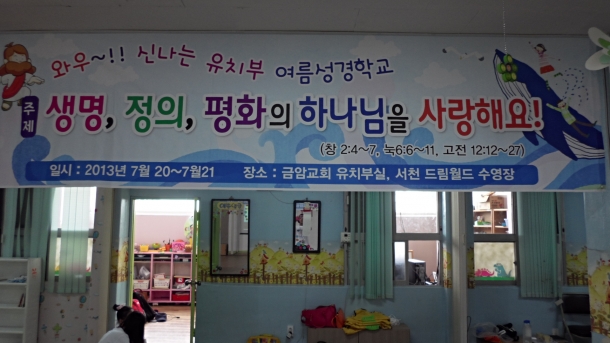 와우~!! 신나는 유치부 여름성경학교
주제 생명, 정의, 평화의 하나님을 사랑해요!
(창 2:4~7, 눅6:6~11, 고전 12:12~27)
일시 : 2013년 7월 20~7월21 장소 : 금암교회 유치부실, 서천 드림월드 수영장